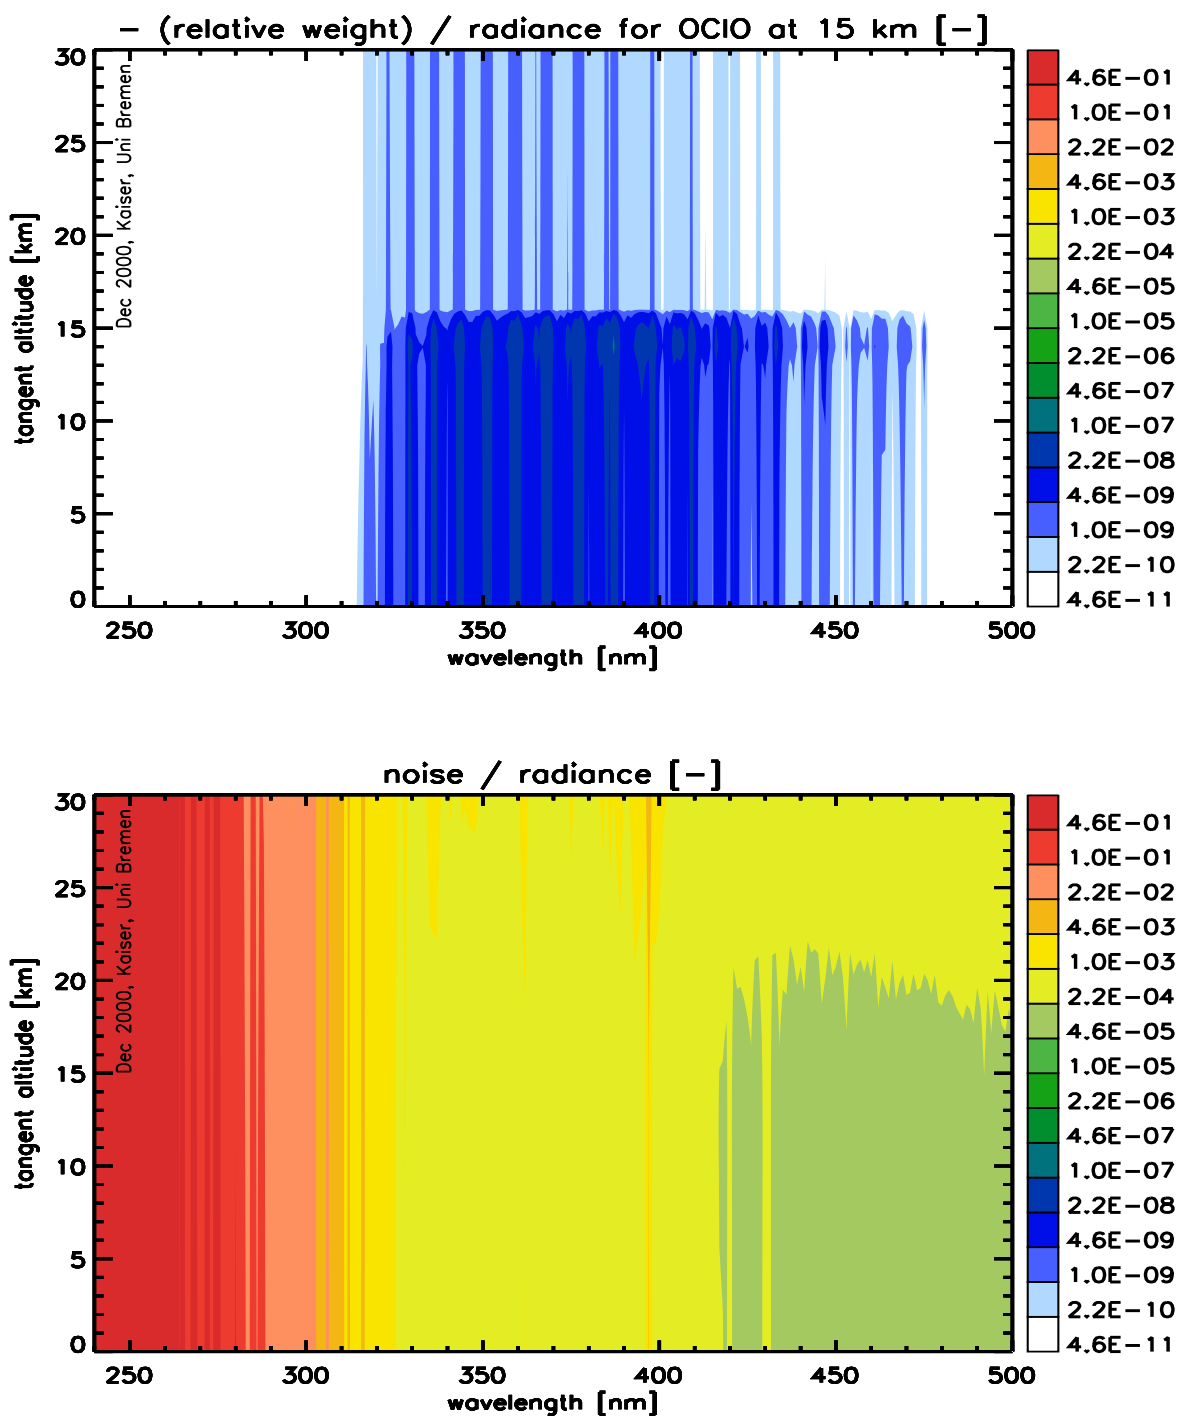 − (relative weight) / radiance for OClO at 15 km [−]
30
25
20
15
10
5
0
tangent altitude [km]
Dec 2000, Kaiser, Uni Bremen
250 300 350 400 450 500
wavelength [nm]
4.6E−01
1.0E−01
2.2E−02
4.6E−03
1.0E−03
2.2E−04
4.6E−05
1.0E−05
2.2E−06
4.6E−07
1.0E−07
2.2E−08
4.6E−09
1.0E−09
2.2E−10
4.6E−11
noise / radiance [−]
30
25
20
15
10
5
0
tangent altitude [km]
Dec 2000, Kaiser, Uni Bremen
250 300 350 400 450 500
wavelength [nm]
4.6E−01
1.0E−01
2.2E−02
4.6E−03
1.0E−03
2.2E−04
4.6E−05
1.0E−05
2.2E−06
4.6E−07
1.0E−07
2.2E−08
4.6E−09
1.0E−09
2.2E−10
4.6E−11